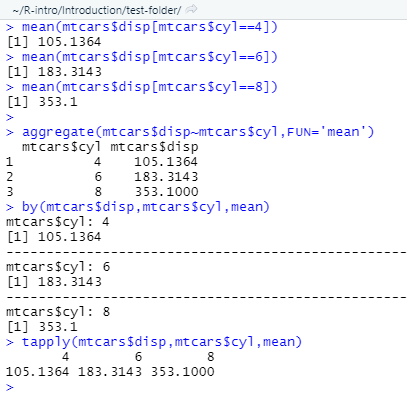 ~/R-intro/Introduction/test-folder/
> mean(mtcars$disp[mtcars$cyl==4])
[1] 105.1364
> mean(mtcars$disp[mtcars$cyl==6])
[1] 183.3143
> mean(mtcars$disp[mtcars$cyl==8])
[1] 353.1
>
> aggregate(mtcars$disp~mtcars$cyl,FUN='mean')
  mtcars$cyl mtcars$disp
1          4    105.1364
2          6    183.3143
3          8    353.1000
> by(mtcars$disp,mtcars$cyl,mean)
mtcars$cyl: 4
[1] 105.1364
--------------------------------------------------
mtcars$cyl: 6
[1] 183.3143
--------------------------------------------------
mtcars$cyl: 8
[1] 353.1
> tapply(mtcars$disp,mtcars$cyl,mean)
       4        6        8
105.1364 183.3143 353.1000
>